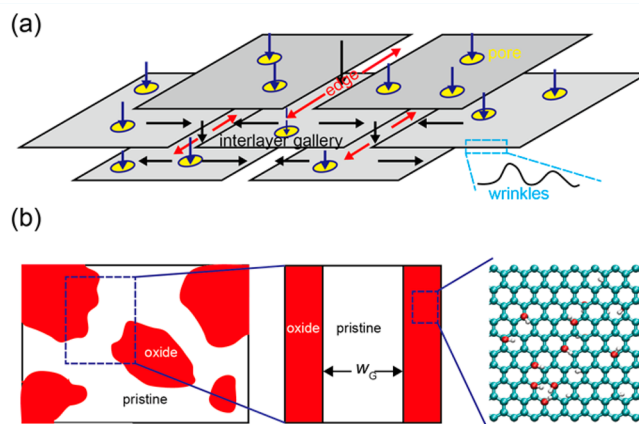 (a)
pore
edge
interlayer gallery
wrinkles
(b)
oxide
pristine
oxide
pristine
w_G